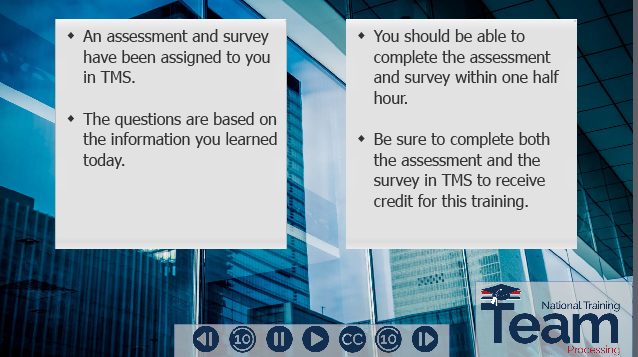 An assessment and survey
have been assigned to you
in TMS.
The questions are based on
the information you learned
today.
You should be able to
complete the assessment
and survey within one half
hour.
Be sure to complete both
the assessment and the
survey in TMS to receive
credit for this training.
10
CC
10
National Training
Team
Processing